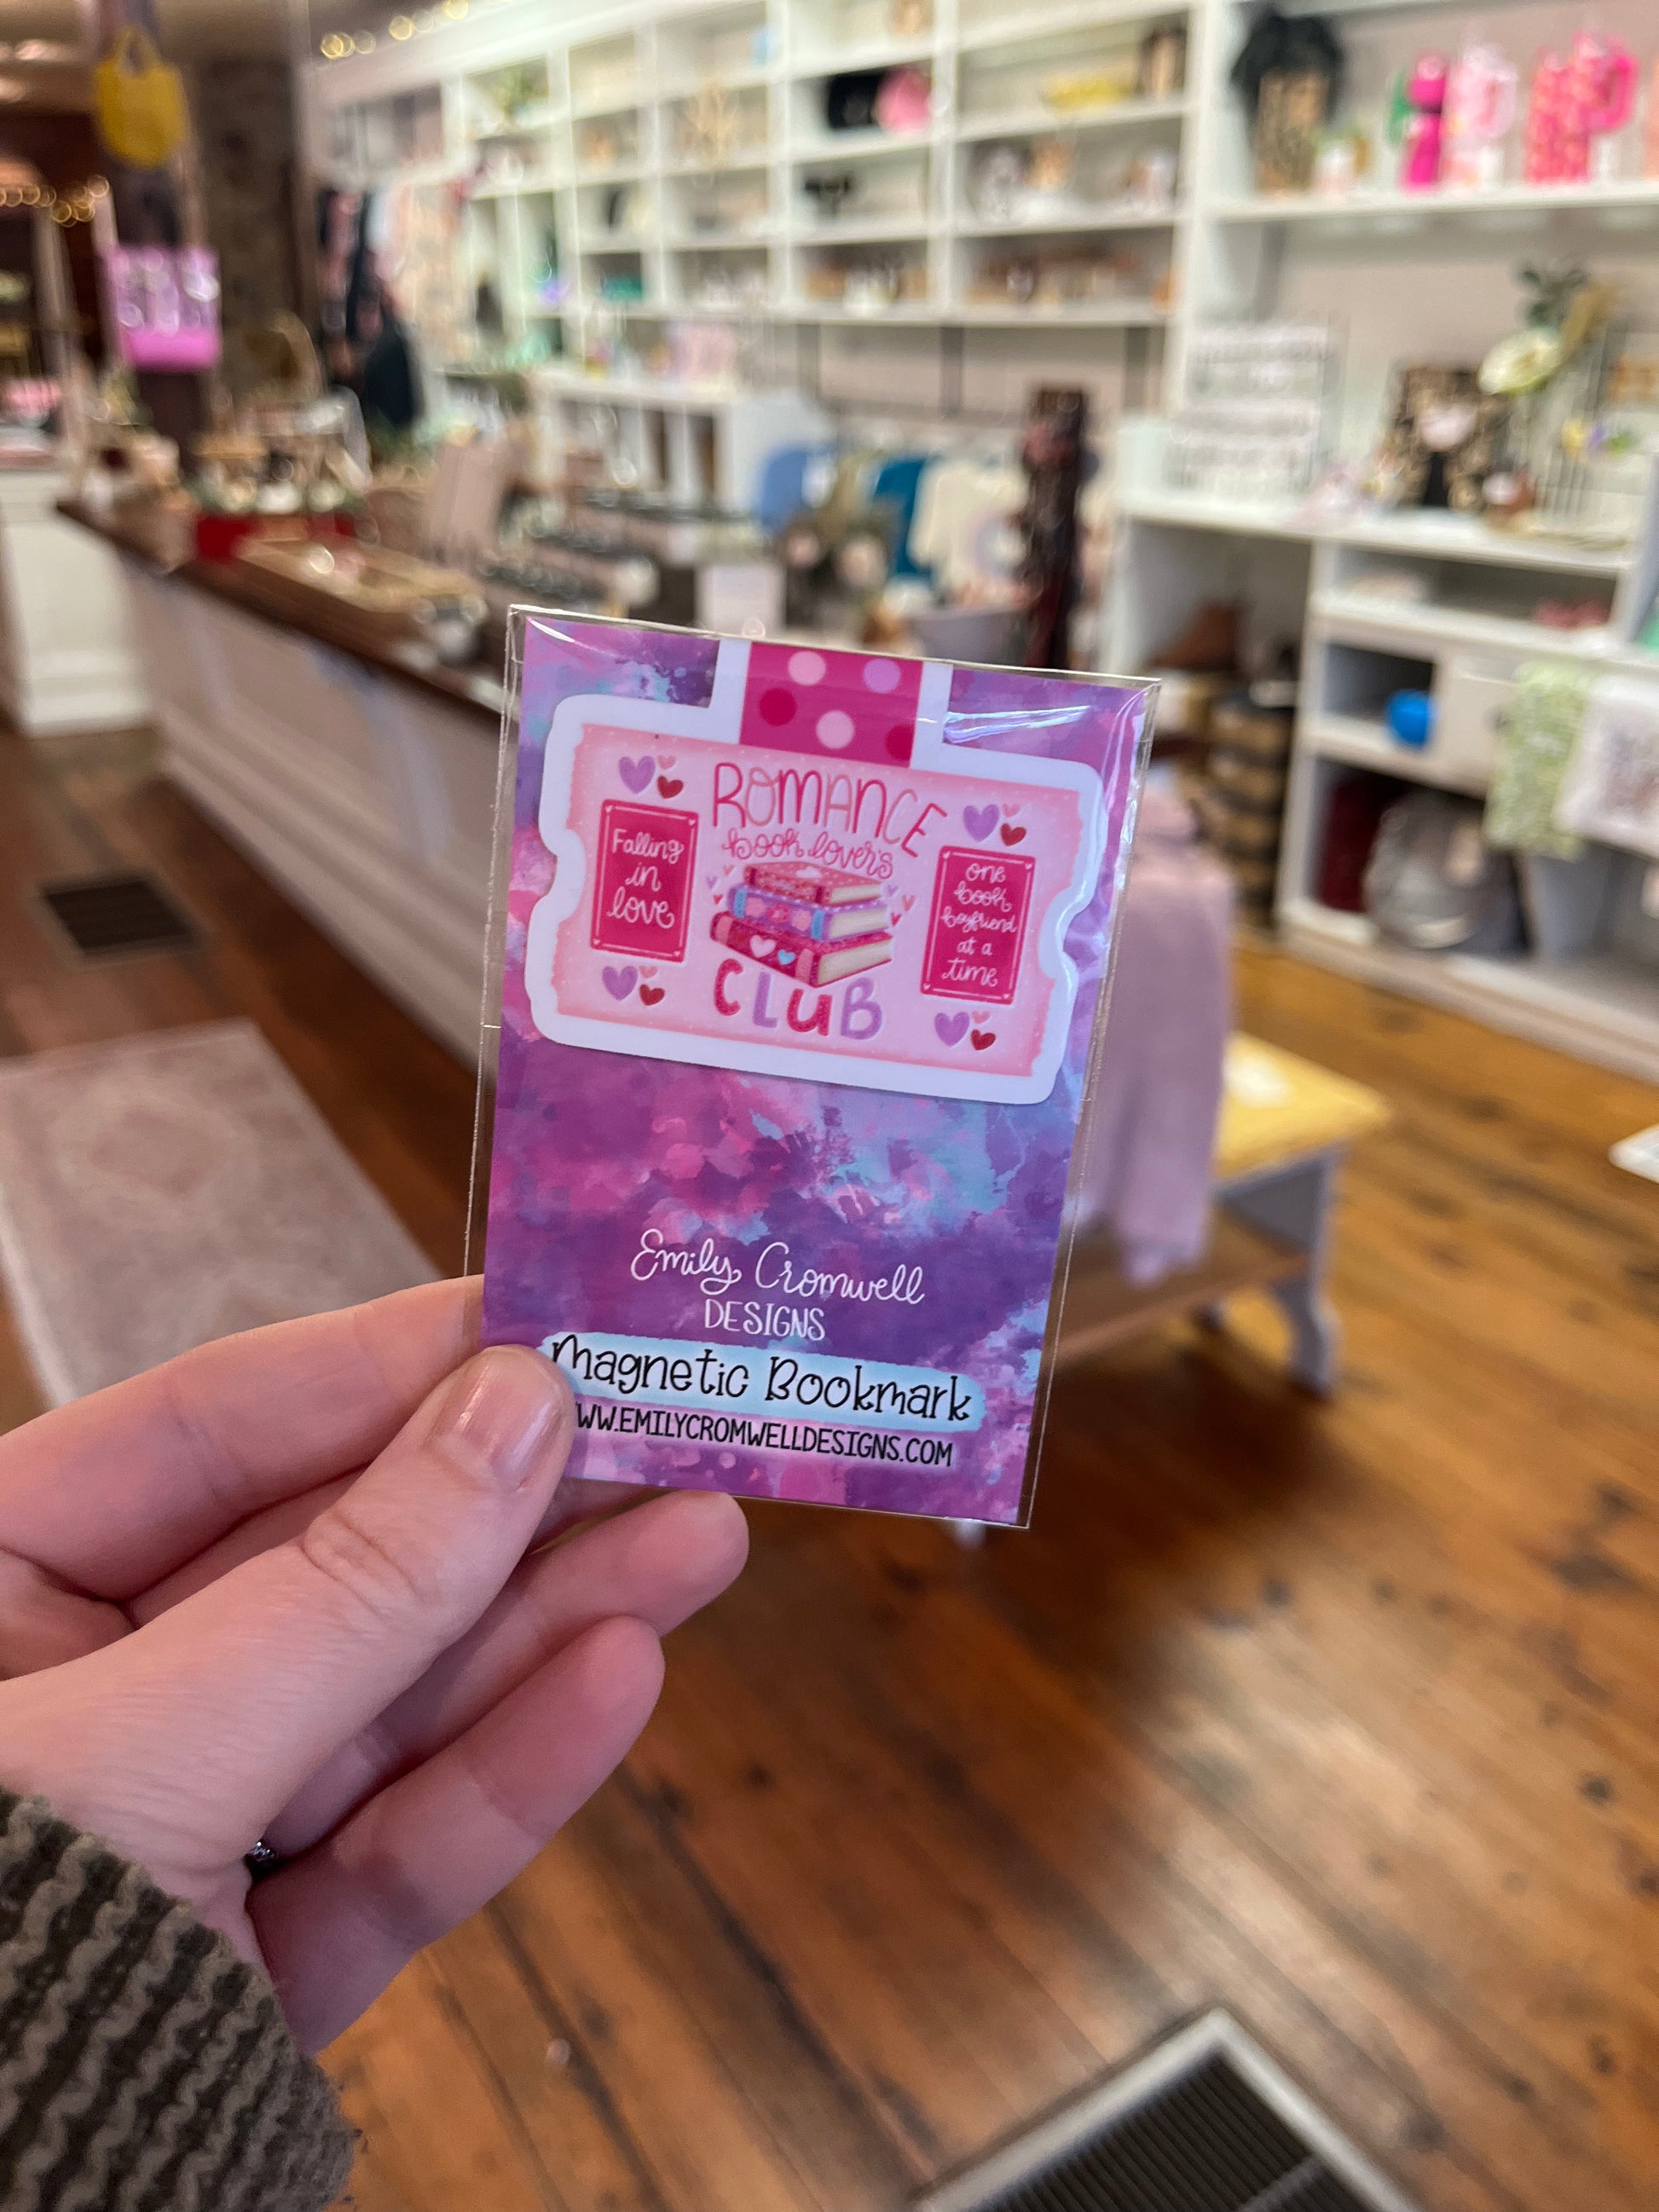 ROMANCE
book lover's
CLUB
Falling
in
love
one
book
boyfriend
at a
time
Emily Cromwell
DESIGNS
Magnetic Bookmark
WW.EMILYCROMWELLDESIGNS.COM